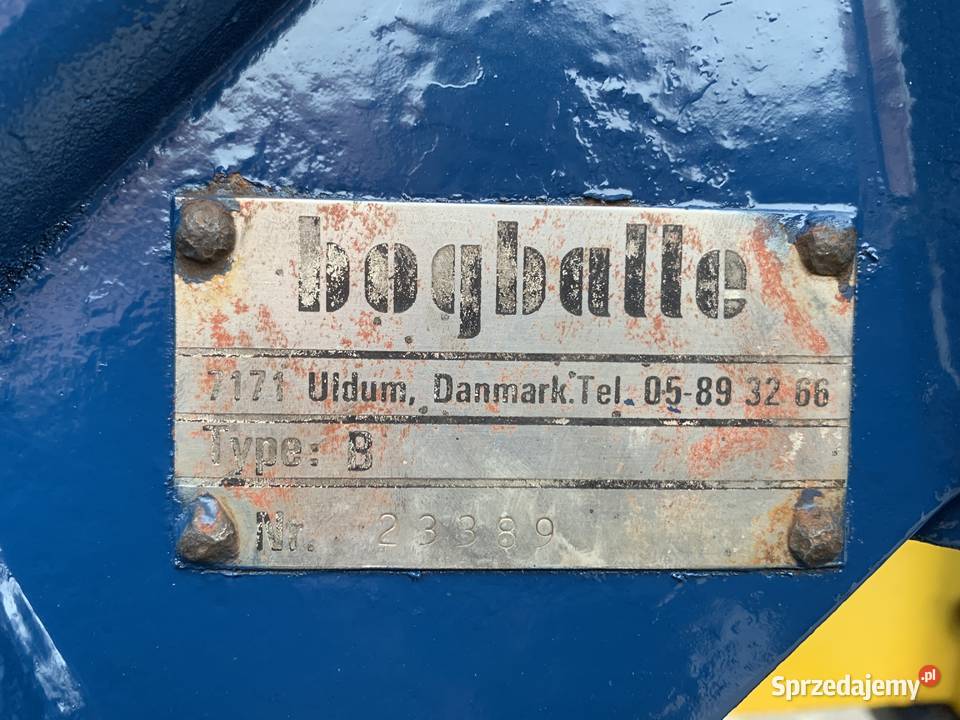 bogballe
7171 Uldum, Danmark. Tel. 05-89 32 66
Type: B
Nr. 23389
Sprzedajemy.pl